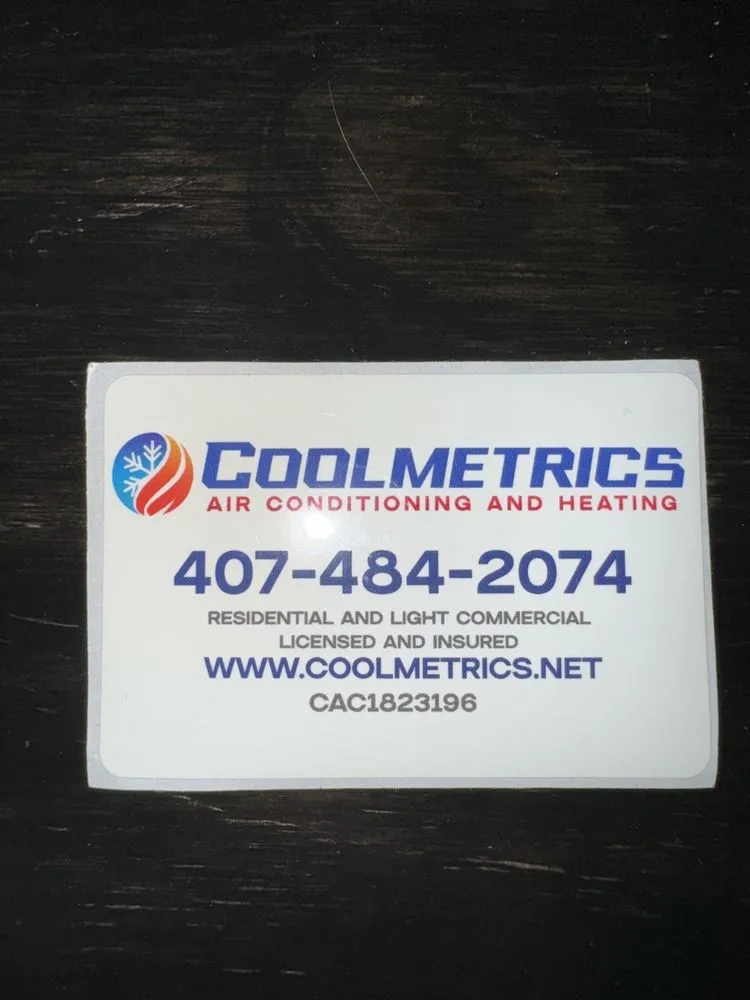 COOLMETRICS
AIR CONDITIONING AND HEATING
407-484-2074
RESIDENTIAL AND LIGHT COMMERCIAL
LICENSED AND INSURED
WWW.COOLMETRICS.NET
CAC1823196